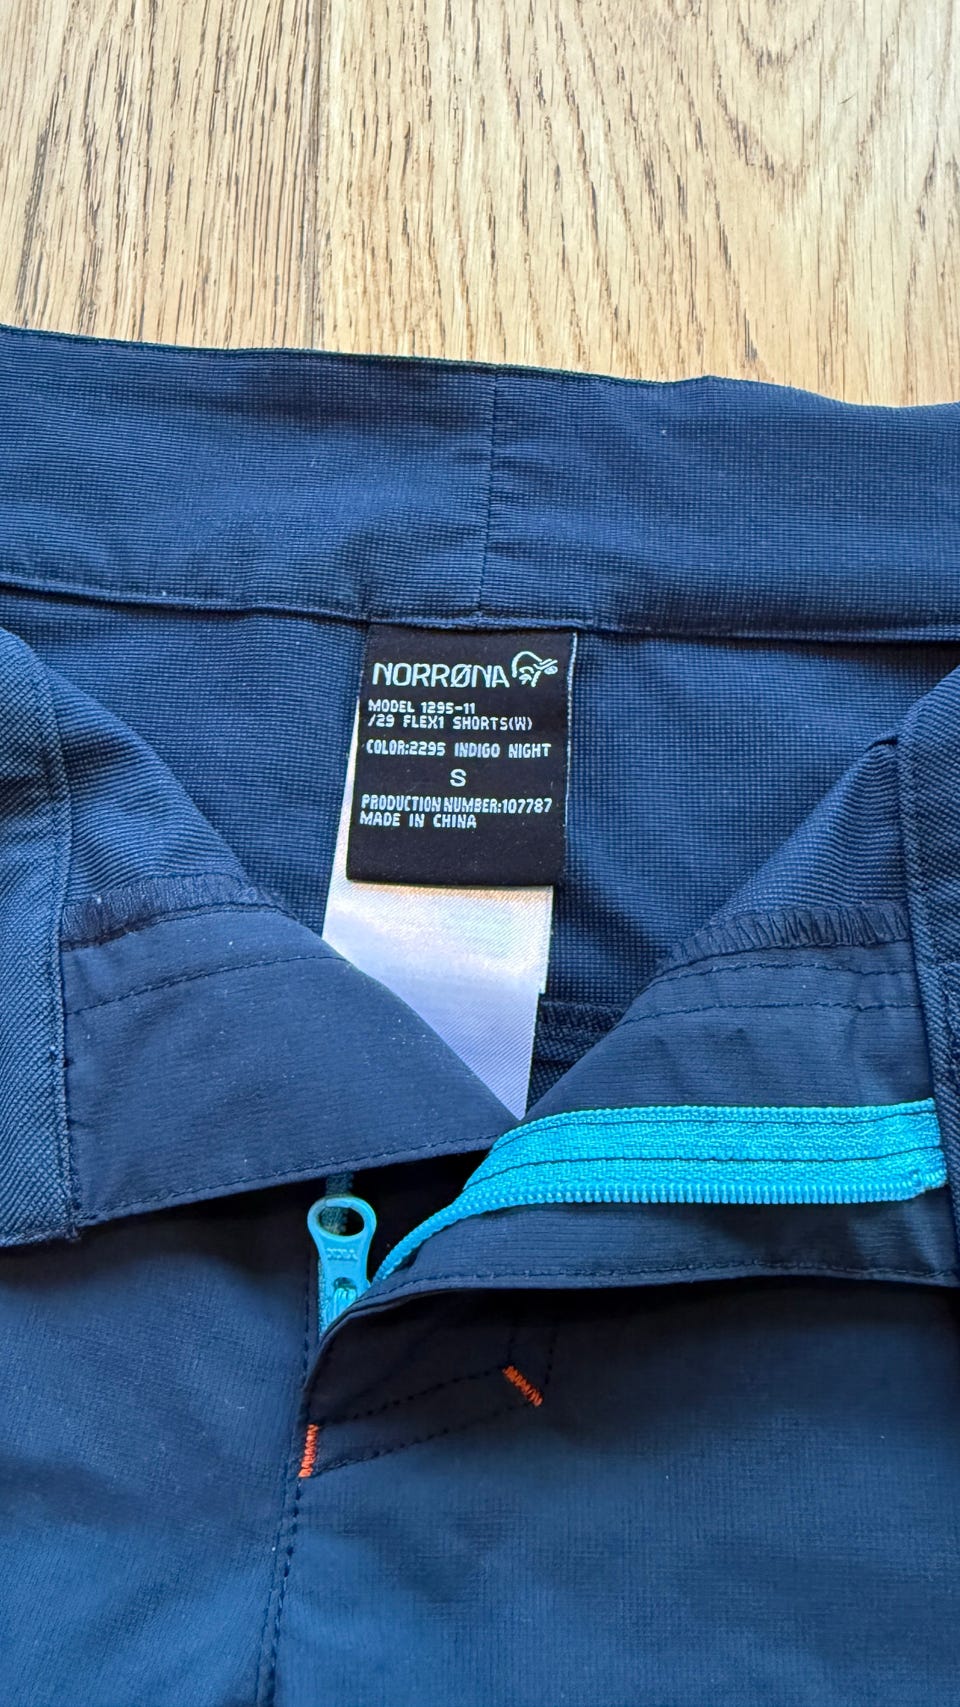 NORRØNA
MODEL 1295-11
/29 FLEX1 SHORTS(W)
COLOR:2295 INDIGO NIGHT
S
PRODUCTION NUMBER:107787
MADE IN CHINA